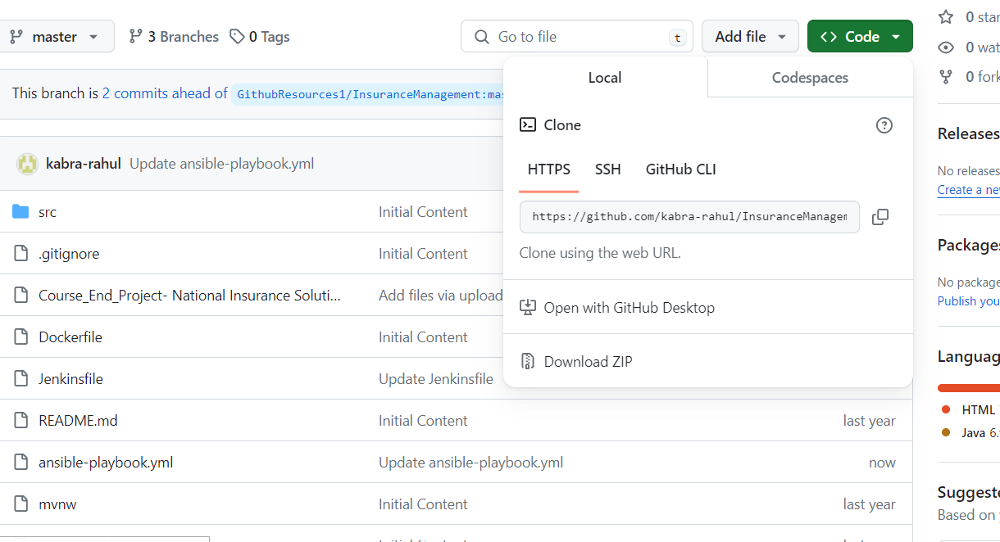 master
3 Branches
0 Tags
Go to file
t
Add file
<> Code
This branch is 2 commits ahead of GithubResources1/InsuranceManagement:mas
Local
Codespaces
Clone
HTTPS
SSH
GitHub CLI
https://github.com/kabra-rahul/InsuranceManagem
Clone using the web URL.
Open with GitHub Desktop
Download ZIP
kabra-rahul Update ansible-playbook.yml
src Initial Content
.gitignore Initial Content
Course_End_Project- National Insurance Soluti... Add files via upload
Dockerfile Initial Content
Jenkinsfile Update Jenkinsfile
README.md Initial Content last year
ansible-playbook.yml Update ansible-playbook.yml now
mvnw Initial Content last year
0 star
0 wat
0 fork
Releases
No releases
Create a new
Packages
No package
Publish you
Languag
HTML
Java 6.9
Suggeste
Based on